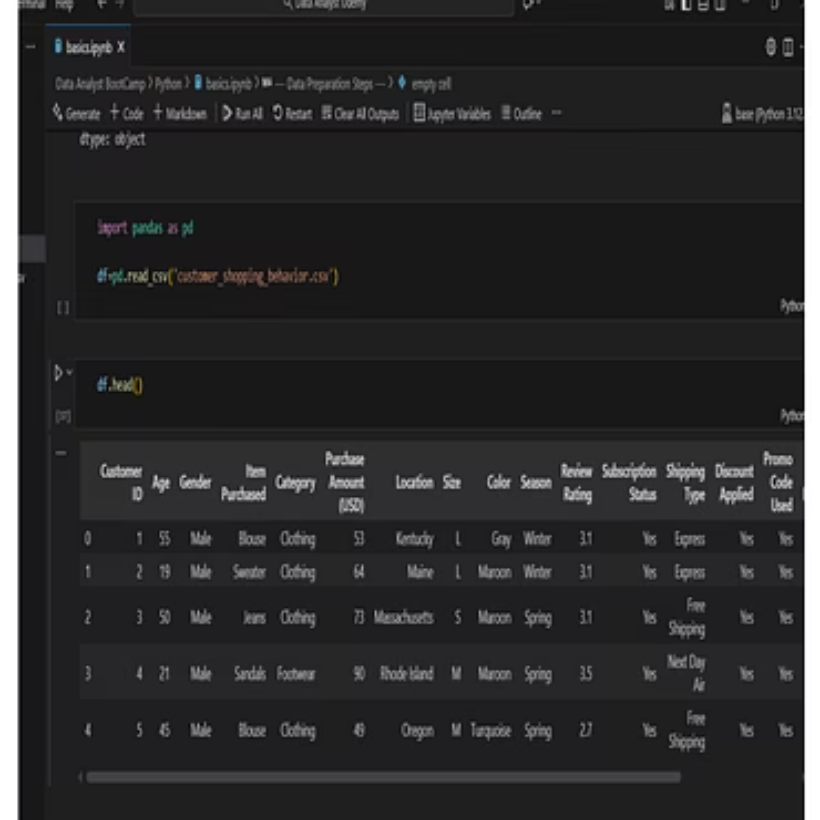 Help
Data Analyst Udemy
basics.ipynb X
Data Analyst BootCamp > Python > basics.ipynb > — Data Preparation Steps — > empty cell
Generate + Code + Markdown | Run All Restart Clear All Outputs | Jupyter Variables Outline ··· base (Python 3.12.
dtype: object
import pandas as pd
df=pd.read_csv('customer_shopping_behavior.csv')
[ ]
Python
df.head()
Python
Customer ID Age Gender Item Purchased Category Purchase Amount (USD) Location Size Color Season Review Rating Subscription Status Shipping Type Discount Applied Promo Code Used
0 1 55 Male Blouse Clothing 53 Kentucky L Gray Winter 3.1 Yes Express Yes Yes
1 2 19 Male Sweater Clothing 64 Maine L Maroon Winter 3.1 Yes Express Yes Yes
2 3 50 Male Jeans Clothing 73 Massachusetts S Maroon Spring 3.1 Yes Free Shipping Yes Yes
3 4 21 Male Sandals Footwear 90 Rhode Island M Maroon Spring 3.5 Yes Next Day Air Yes Yes
4 5 45 Male Blouse Clothing 49 Oregon M Turquoise Spring 2.7 Yes Free Shipping Yes Yes